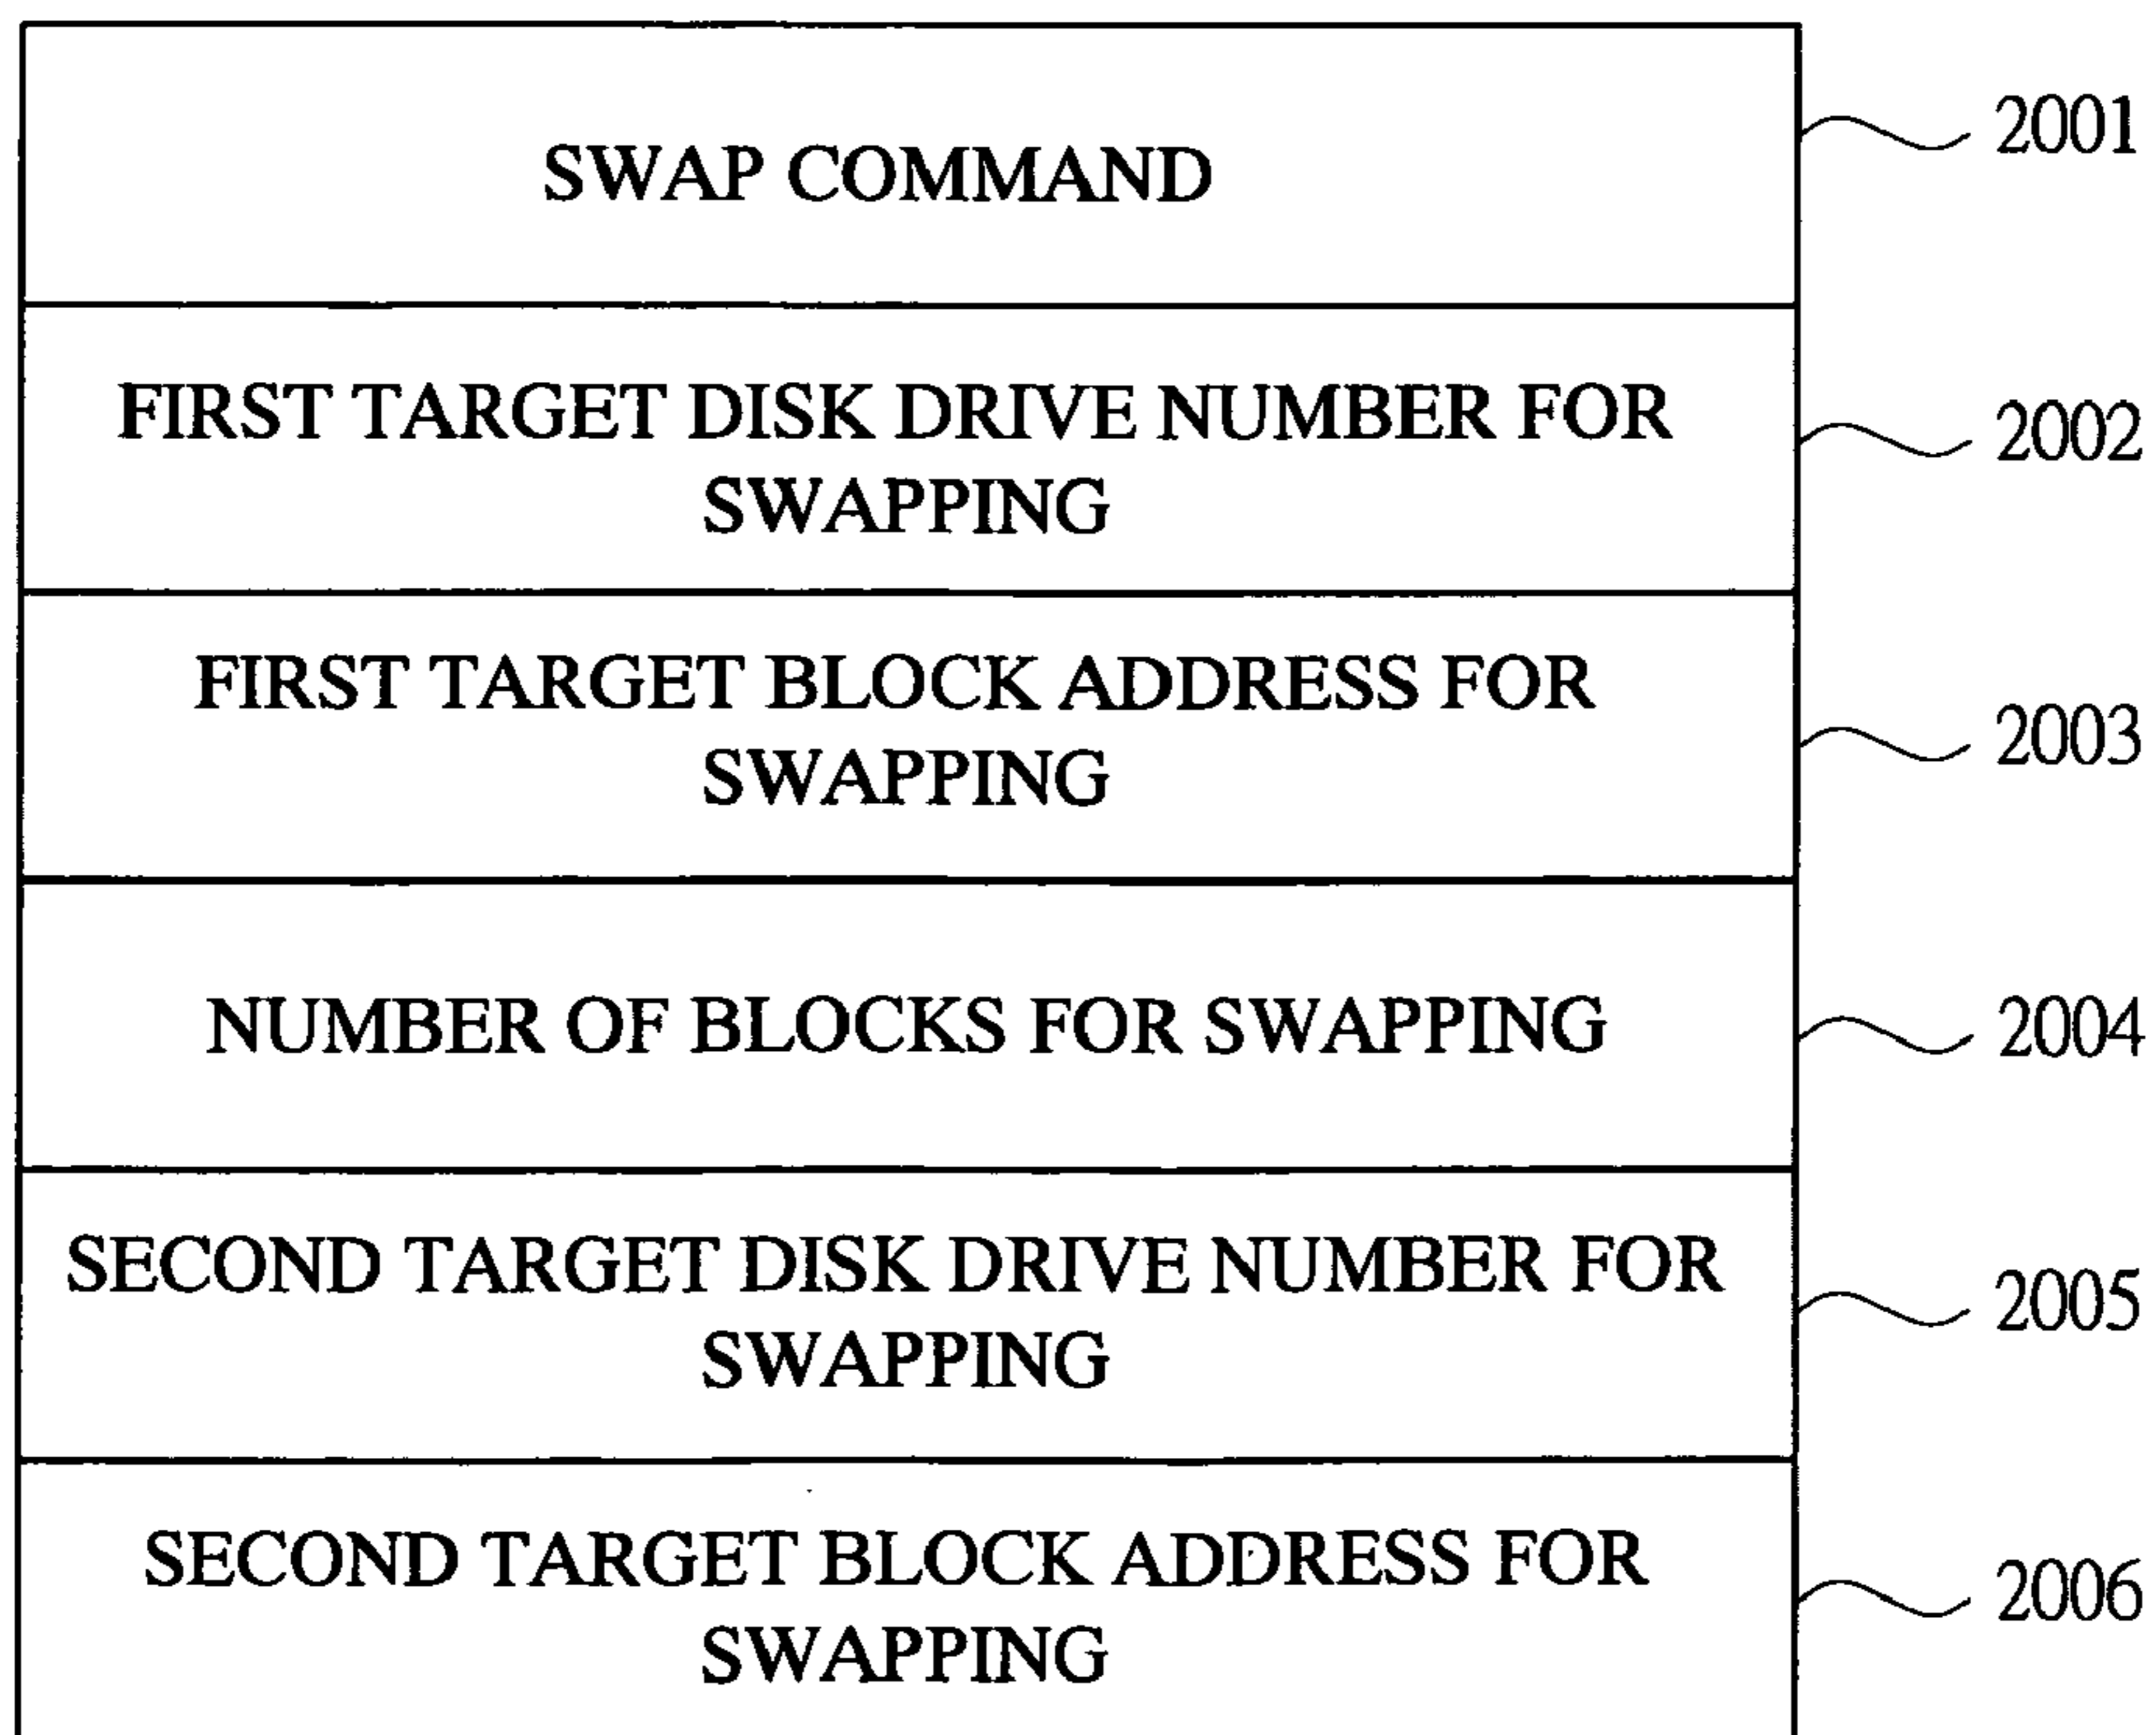 SWAP COMMAND
2001
FIRST TARGET DISK DRIVE NUMBER FOR
SWAPPING
2002
FIRST TARGET BLOCK ADDRESS FOR
SWAPPING
2003
NUMBER OF BLOCKS FOR SWAPPING
2004
SECOND TARGET DISK DRIVE NUMBER FOR
SWAPPING
2005
SECOND TARGET BLOCK ADDRESS FOR
SWAPPING
2006